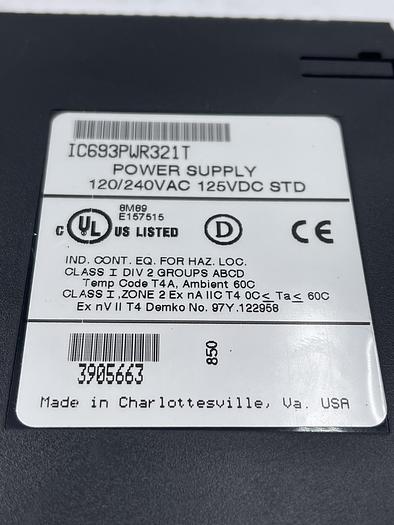 IC693PWR321T
POWER SUPPLY
120/240VAC 125VDC STD
8M89
E157515
C UL US LISTED
D
CE
IND. CONT. EQ. FOR HAZ. LOC.
CLASS I DIV 2 GROUPS ABCD
Temp Code T4A, Ambient 60C
CLASS I, ZONE 2 Ex nA IIC T4 0C≤ Ta≤ 60C
Ex nV II T4 Demko No. 97Y.122958
850
3905663
Made in Charlottesville, Va. USA